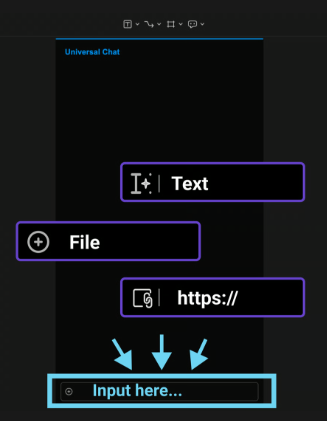 Universal Chat
Text
File
https://
Input here...